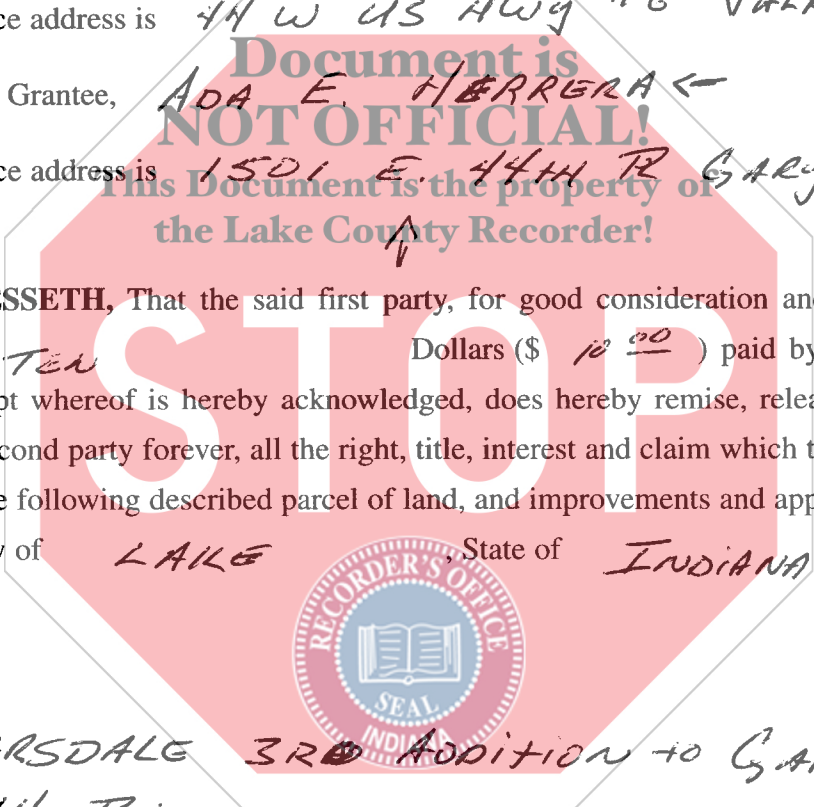 ce address is 44 W US HWY
Document is
Grantee, ADA E. HERRERA ←
NOT OFFICIAL!
ce address is 1501 E. 44TH Pl GARY
This Document is the property of
the Lake County Recorder!
ESSETH, That the said first party, for good consideration an
TEN Dollars ($ 10 00 ) paid by
pt whereof is hereby acknowledged, does hereby remise, relea
cond party forever, all the right, title, interest and claim which t
e following described parcel of land, and improvements and app
y of LAKE , State of INDIANA
STOP
RECORDER'S OFFICE
SEAL
INDIANA
RSDALE 3RD ADDITION to GA